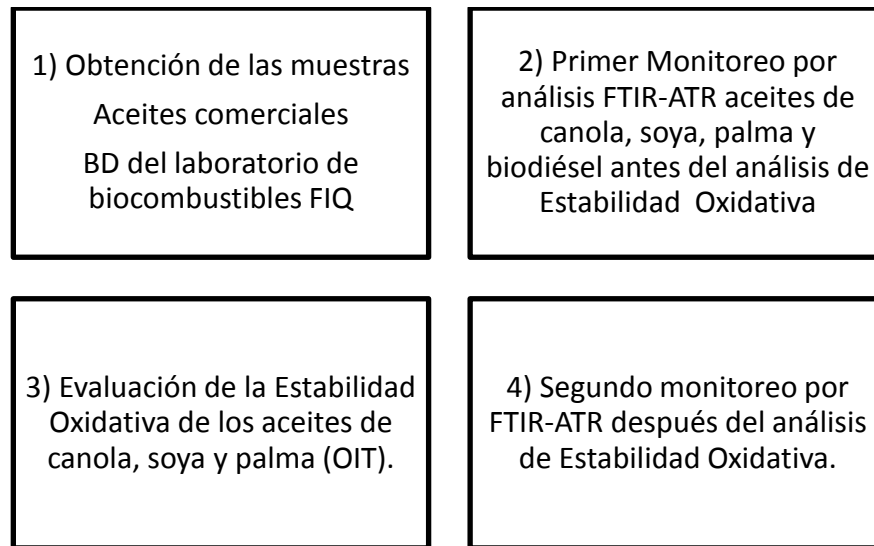 1) Obtención de las muestras
Aceites comerciales
BD del laboratorio de
biocombustibles FIQ
2) Primer Monitoreo por
análisis FTIR-ATR aceites de
canola, soya, palma y
biodiésel antes del análisis de
Estabilidad Oxidativa
3) Evaluación de la Estabilidad
Oxidativa de los aceites de
canola, soya y palma (OIT).
4) Segundo monitoreo por
FTIR-ATR después del análisis
de Estabilidad Oxidativa.